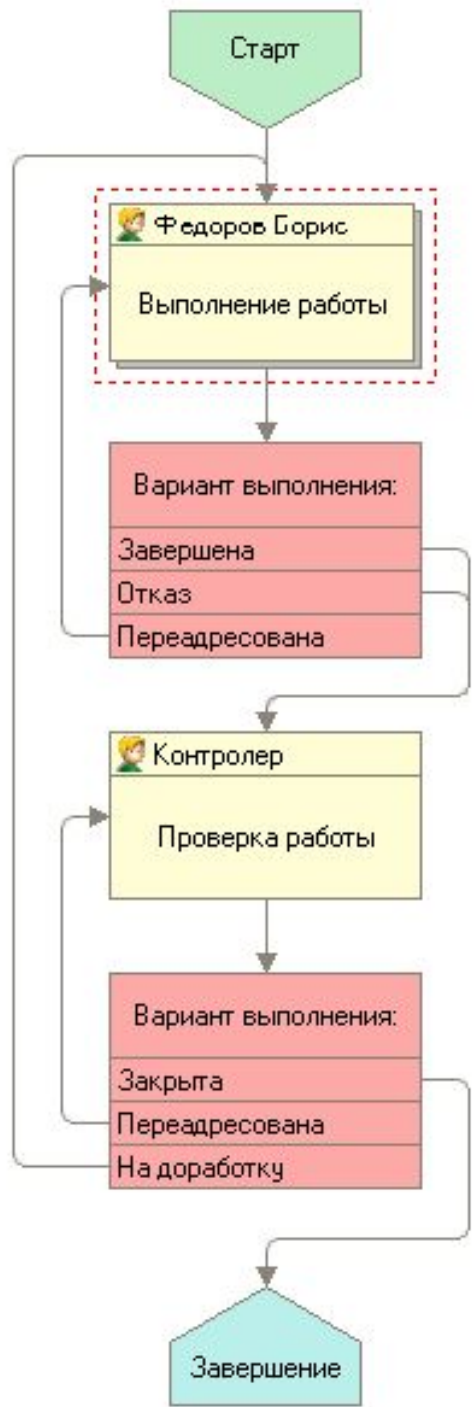 Старт
Федоров Борис
Выполнение работы
Вариант выполнения:
Завершена
Отказ
Переадресована
Контролер
Проверка работы
Вариант выполнения:
Закрыта
Переадресована
На доработку
Завершение